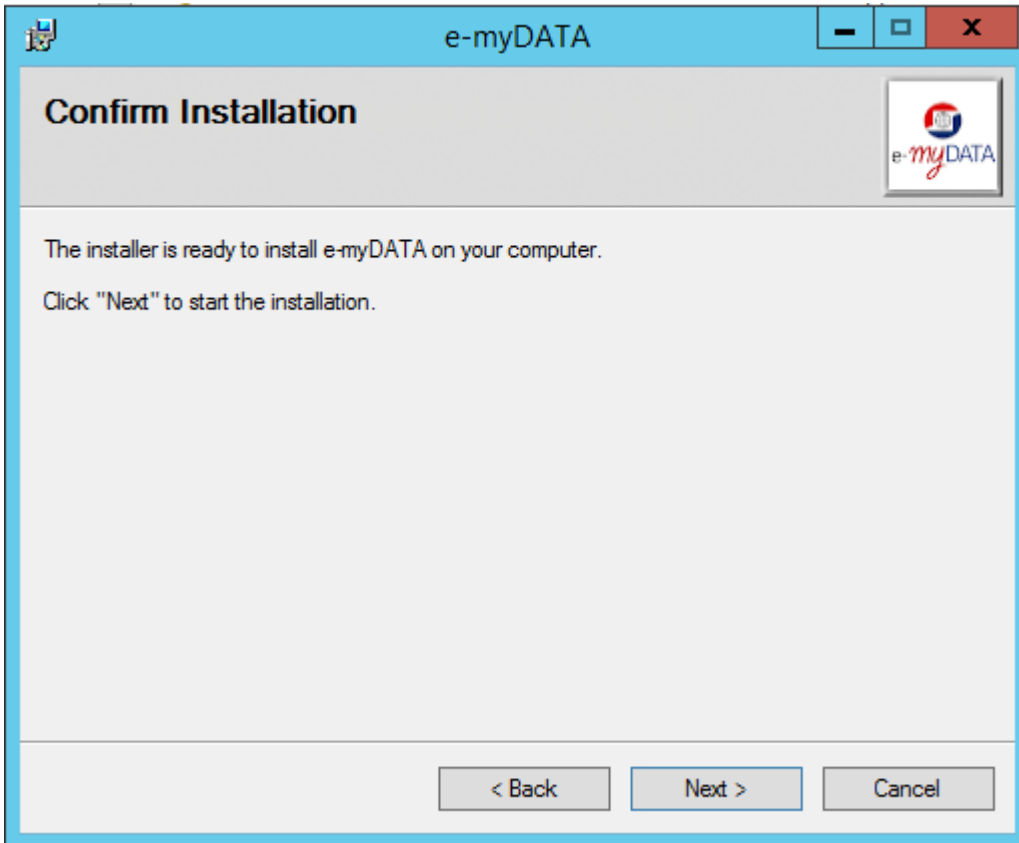 e-myDATA
Confirm Installation
e-myDATA
The installer is ready to install e-myDATA on your computer.
Click "Next" to start the installation.
< Back
Next >
Cancel